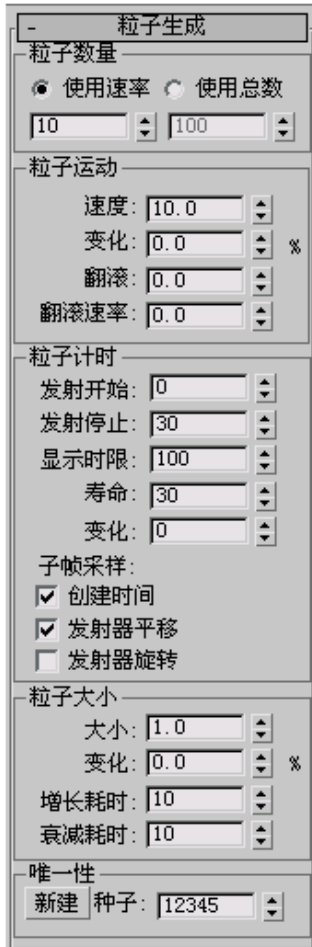 - 粒子生成
粒子数量
使用速率 使用总数
10 100
粒子运动
速度: 10.0
变化: 0.0 %
翻滚: 0.0
翻滚速率: 0.0
粒子计时
发射开始: 0
发射停止: 30
显示时限: 100
寿命: 30
变化: 0
子帧采样:
创建时间
发射器平移
发射器旋转
粒子大小
大小: 1.0
变化: 0.0 %
增长耗时: 10
衰减耗时: 10
唯一性
新建 种子: 12345